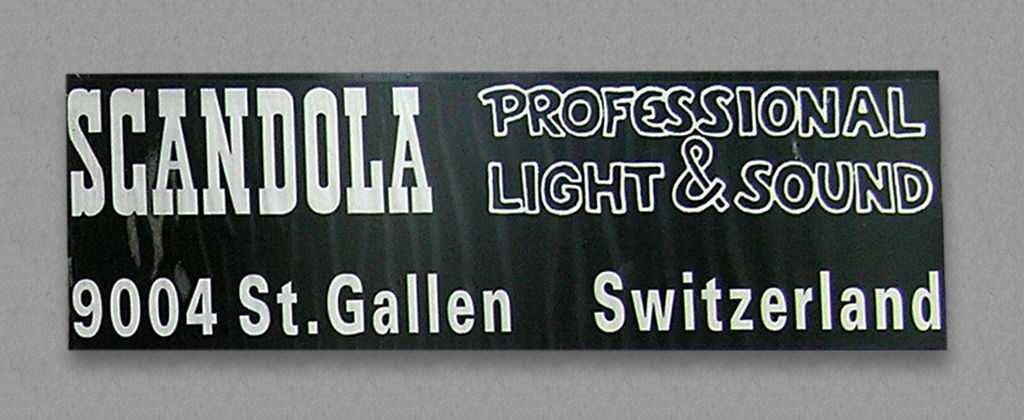 SCANDOLA
PROFESSIONAL
LIGHT & SOUND
9004 St.Gallen Switzerland